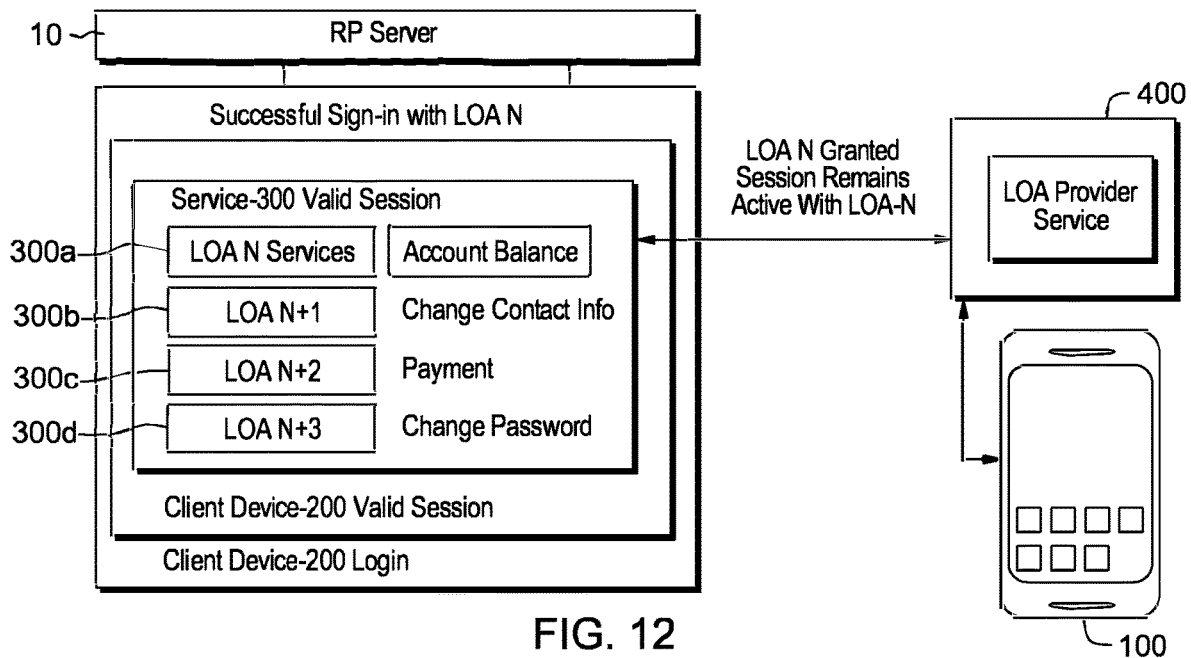 10
RP Server
Successful Sign-in with LOA N
Service-300 Valid Session
300a
LOA N Services
Account Balance
300b
LOA N+1
Change Contact Info
300c
LOA N+2
Payment
300d
LOA N+3
Change Password
Client Device-200 Valid Session
Client Device-200 Login
LOA N Granted
Session Remains
Active With LOA-N
400
LOA Provider
Service
100
FIG. 12